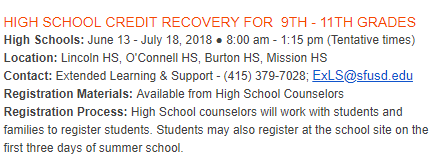 HIGH SCHOOL CREDIT RECOVERY FOR  9TH - 11TH GRADES
High Schools: June 13 - July 18, 2018 ● 8:00 am - 1:15 pm (Tentative times)
Location: Lincoln HS, O'Connell HS, Burton HS, Mission HS
Contact: Extended Learning & Support - (415) 379-7028; ExLS@sfusd.edu
Registration Materials: Available from High School Counselors
Registration Process: High School counselors will work with students and
families to register students. Students may also register at the school site on the
first three days of summer school.